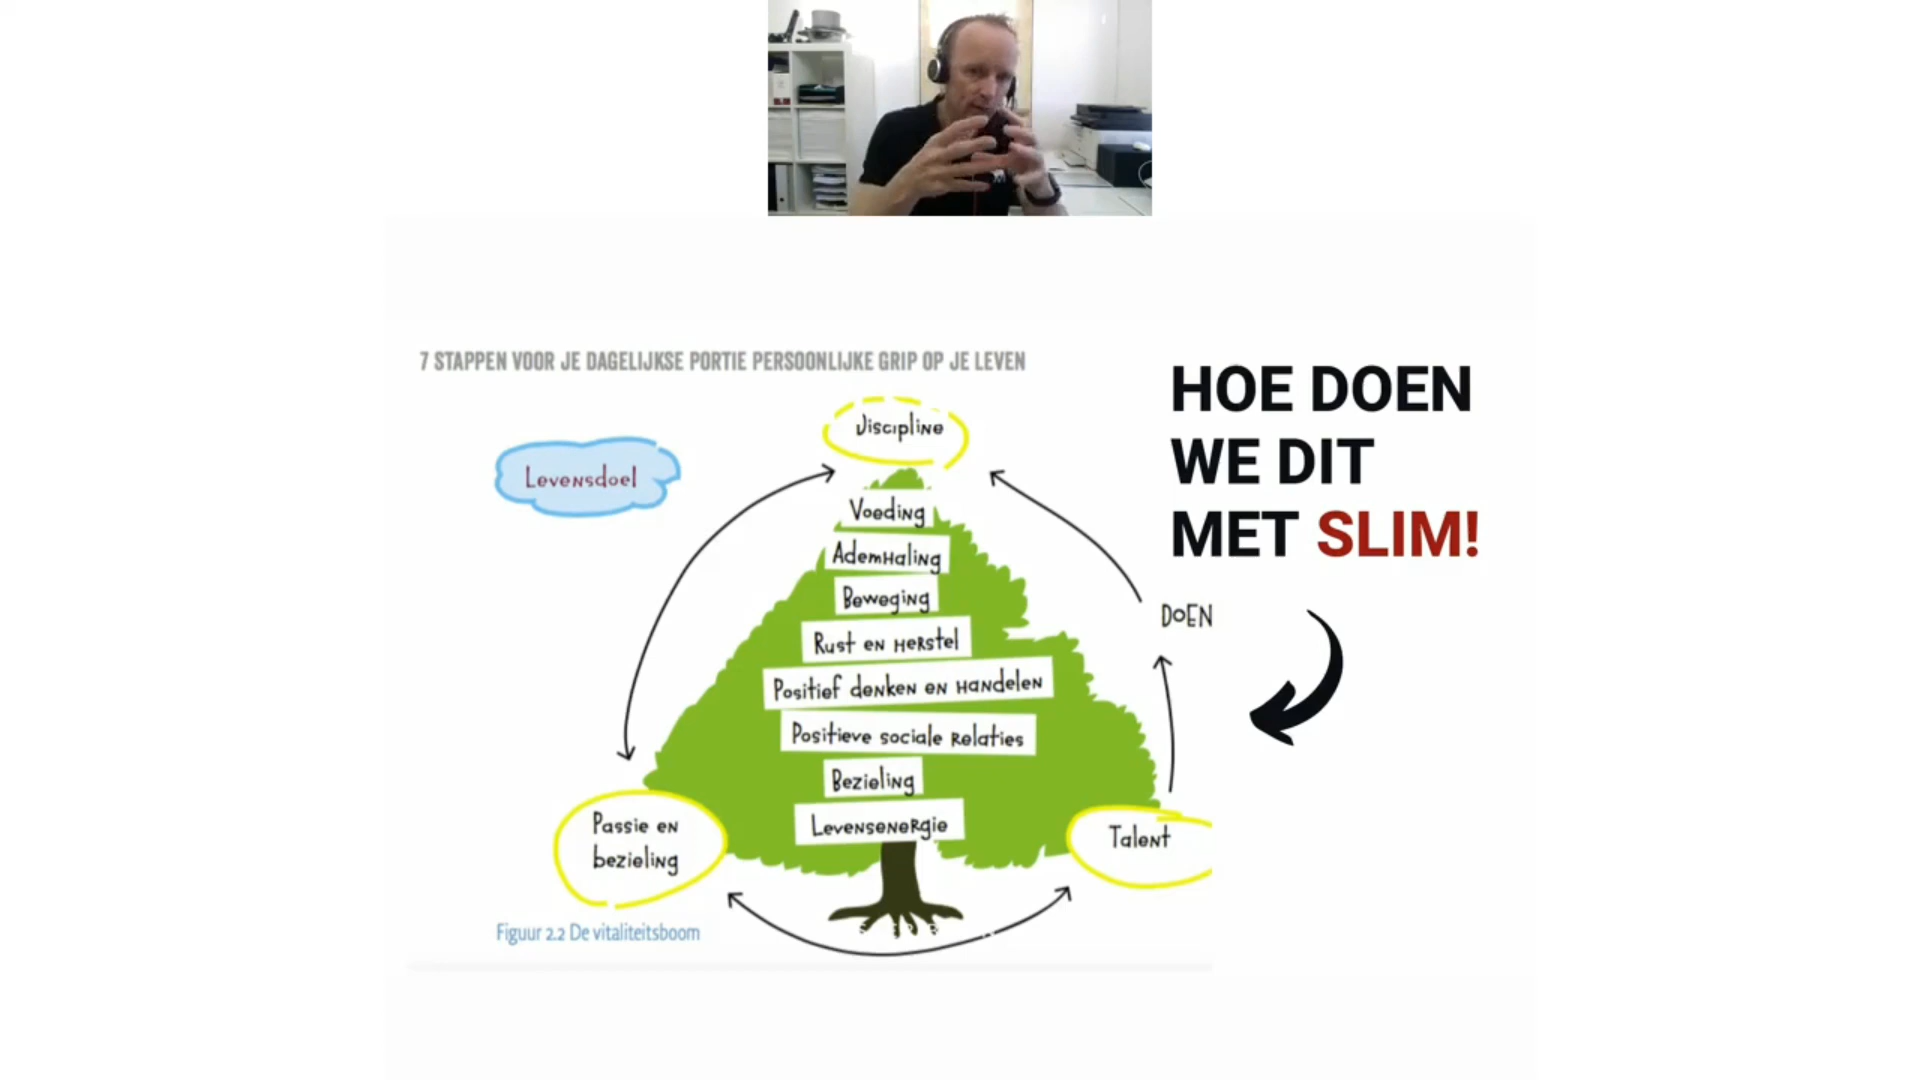 7 STAPPEN VOOR JE DAGELIJKSE PORTIE PERSOONLIJKE GRIP OP JE LEVEN
HOE DOEN
WE DIT
MET SLIM!
Discipline
Levensdoel
Voeding
Ademhaling
Beweging
Rust en herstel
Positief denken en handelen
Positieve sociale relaties
Bezieling
Levensenergie
DOEN
Passie en
bezieling
Talent
Figuur 2.2 De vitaliteitsboom